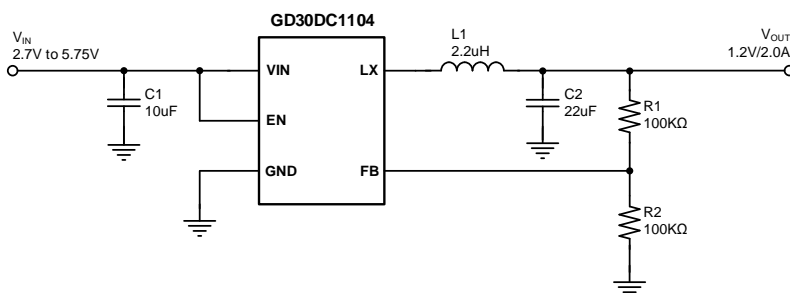 GD30DC1104
VIN
2.7V to 5.75V
C1
10uF
VIN
EN
GND
LX
FB
L1
2.2uH
C2
22uF
VOUT
1.2V/2.0A
R1
100KΩ
R2
100KΩ